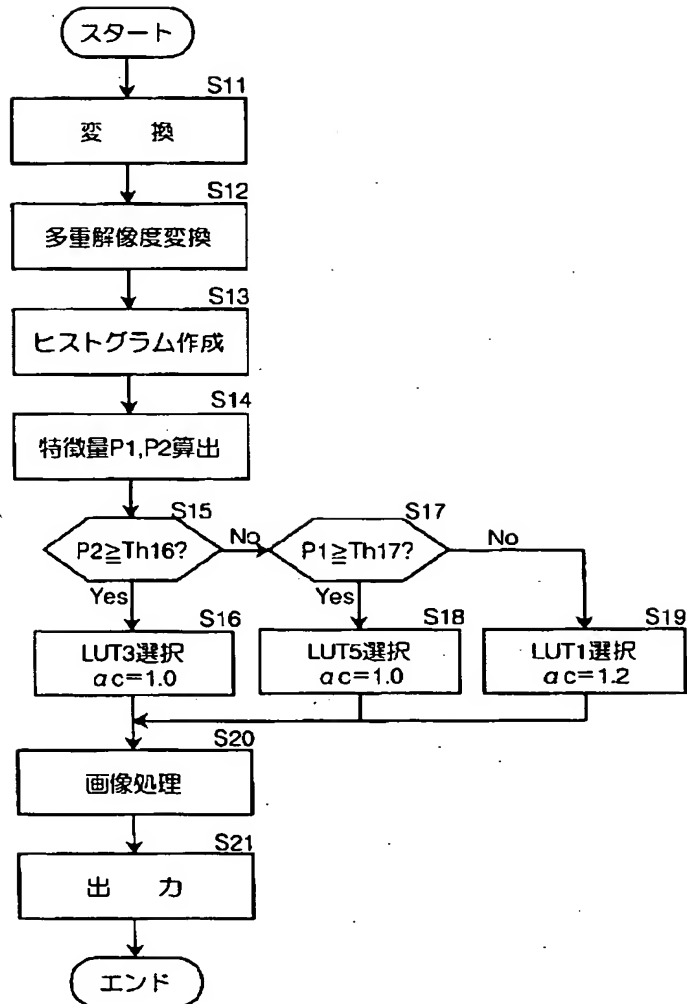 スタート
S11
変　換
S12
多重解像度変換
S13
ヒストグラム作成
S14
特徴量P1,P2算出
S15
P2≧Th16?
No
S17
P1≧Th17?
No
Yes
Yes
S16
LUT3選択
αc=1.0
S18
LUT5選択
αc=1.0
S19
LUT1選択
αc=1.2
S20
画像処理
S21
出　力
エンド